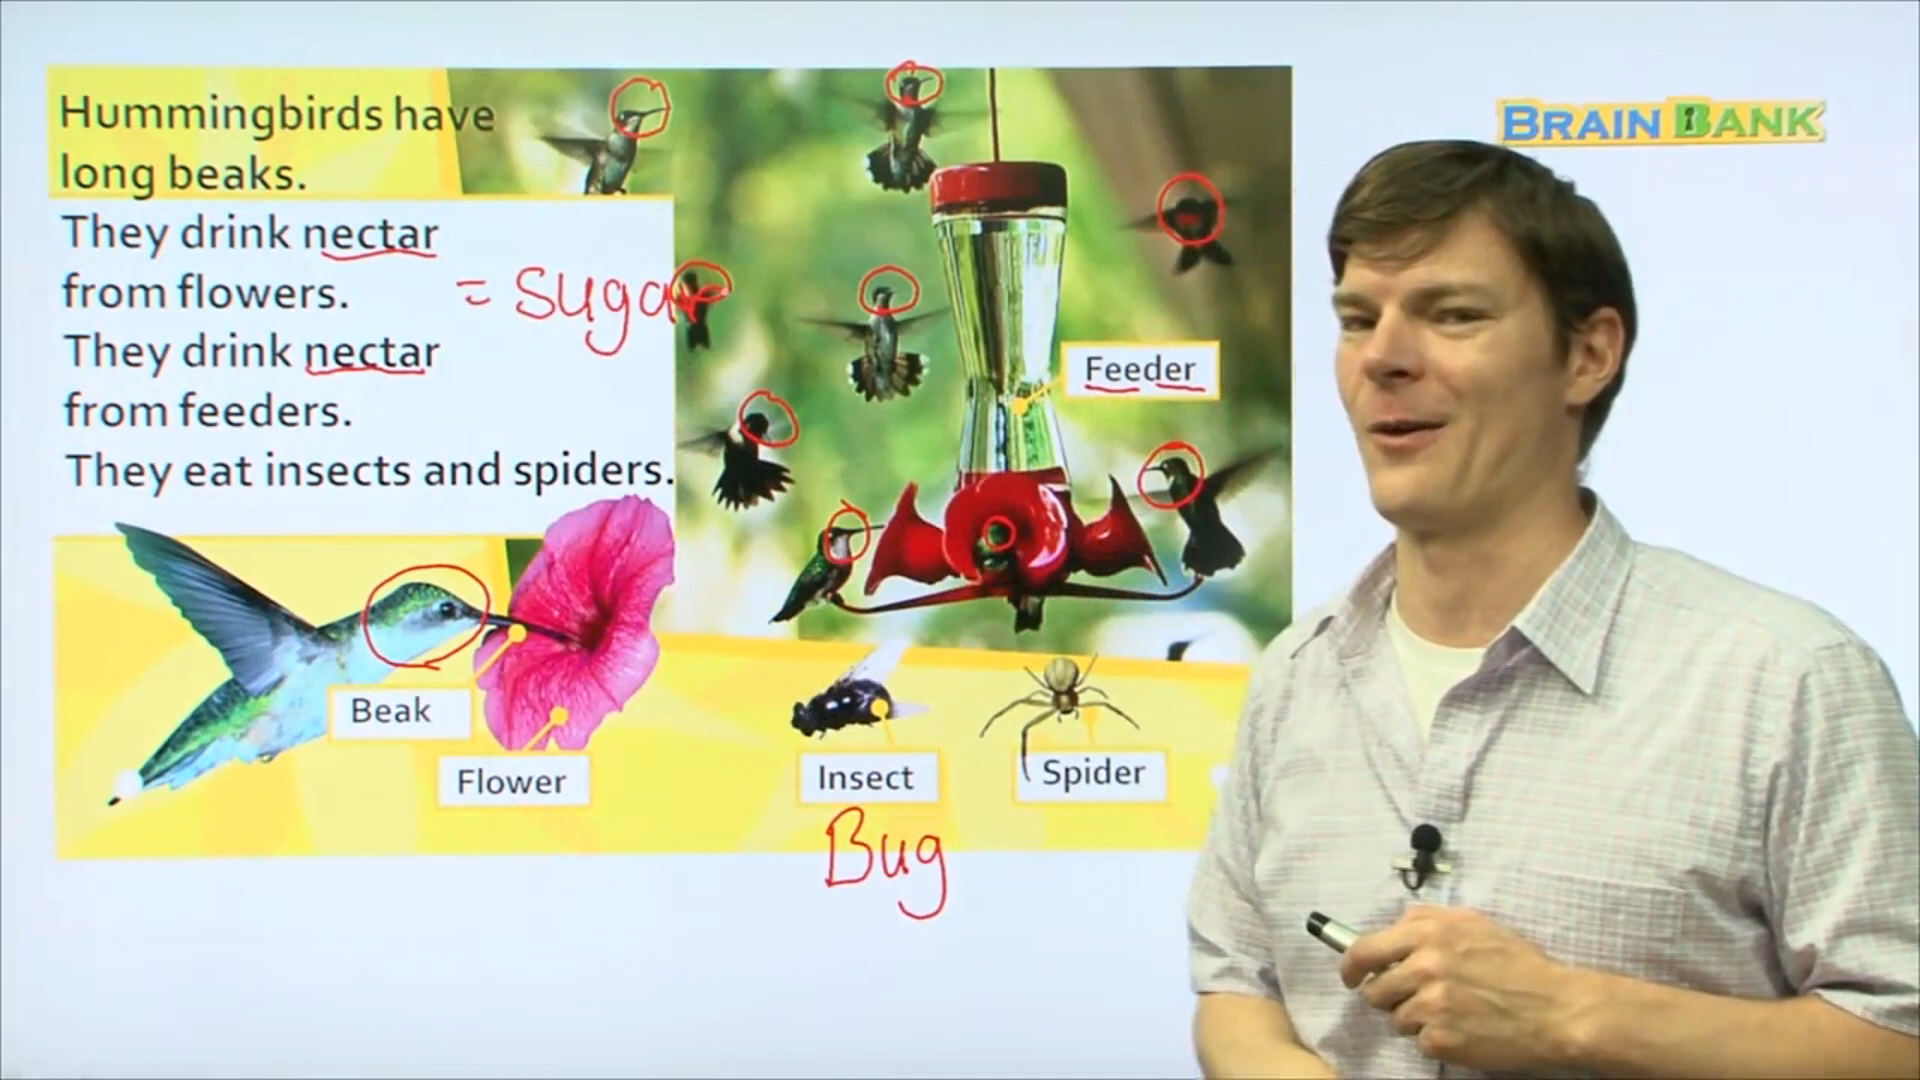 Hummingbirds have
long beaks.
They drink nectar
from flowers.
= sugar
They drink nectar
from feeders.
They eat insects and spiders.
BRAIN BANK
Feeder
Beak
Flower
Insect
Spider
Bug